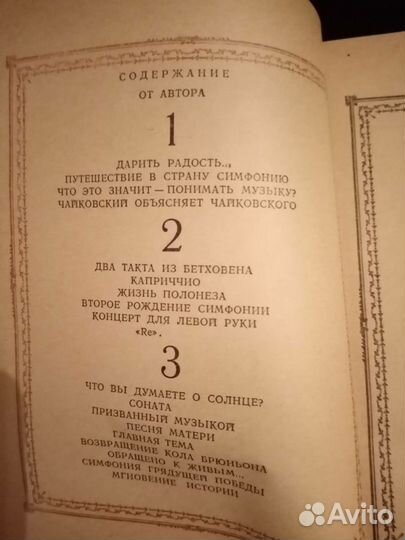 СОДЕРЖАНИЕ
ОТ АВТОРА
1
ДАРИТЬ РАДОСТЬ...,
ПУТЕШЕСТВИЕ В СТРАНУ СИМФОНИЮ
ЧТО ЭТО ЗНАЧИТ — ПОНИМАТЬ МУЗЫКУ?
ЧАЙКОВСКИЙ ОБЪЯСНЯЕТ ЧАЙКОВСКОГО
2
ДВА ТАКТА ИЗ БЕТХОВЕНА
КАПРИЧЧИО
ЖИЗНЬ ПОЛОНЕЗА
ВТОРОЕ РОЖДЕНИЕ СИМФОНИИ
КОНЦЕРТ ДЛЯ ЛЕВОЙ РУКИ
«Re».
3
ЧТО ВЫ ДУМАЕТЕ О СОЛНЦЕ?
СОНАТА
ПРИЗВАННЫЙ МУЗЫКОЙ
ПЕСНЯ МАТЕРИ
ГЛАВНАЯ ТЕМА
ВОЗВРАЩЕНИЕ КОЛА БРЮНЬОНА
ОБРАЩЕНО К ЖИВЫМ...
СИМФОНИЯ ГРЯДУЩЕЙ ПОБЕДЫ
МГНОВЕНИЕ ИСТОРИИ
Avito